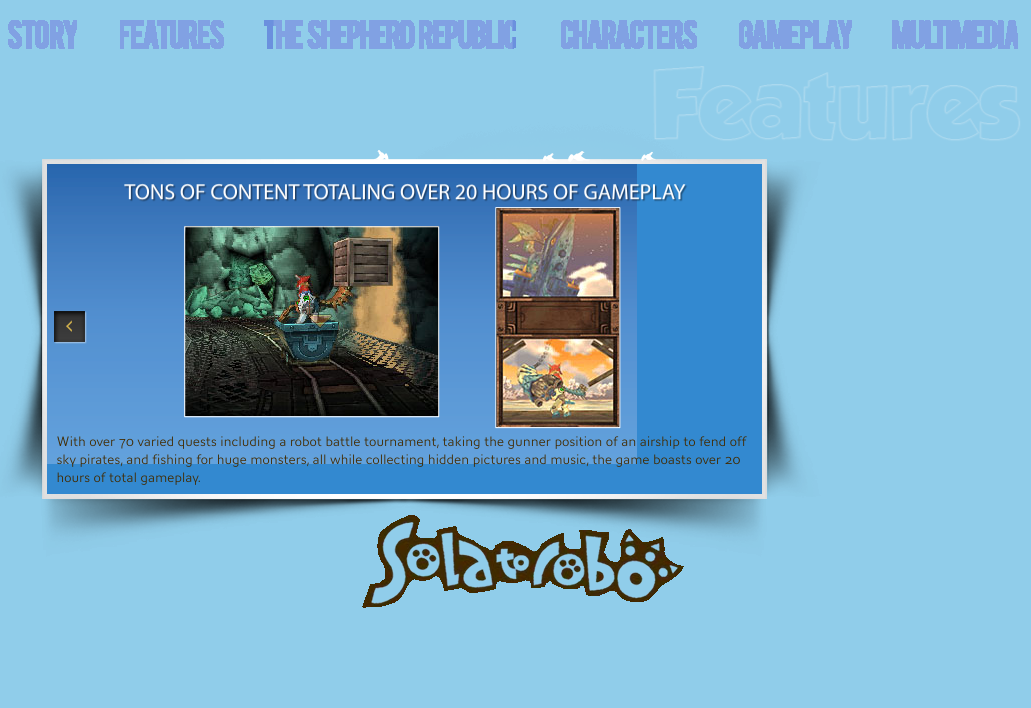 STORY FEATURES THE SHEPHERD REPUBLIC CHARACTERS GAMEPLAY MULTIMEDIA
Features
TONS OF CONTENT TOTALING OVER 20 HOURS OF GAMEPLAY
With over 70 varied quests including a robot battle tournament, taking the gunner position of an airship to fend off
sky pirates, and fishing for huge monsters, all while collecting hidden pictures and music, the game boasts over 20
hours of total gameplay.
Solatorobo